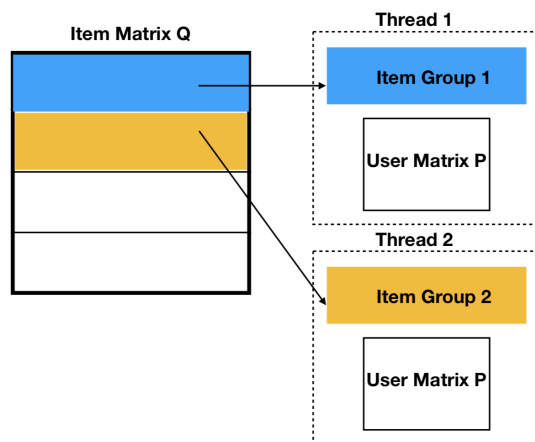 Item Matrix Q
Thread 1
Item Group 1
User Matrix P
Thread 2
Item Group 2
User Matrix P